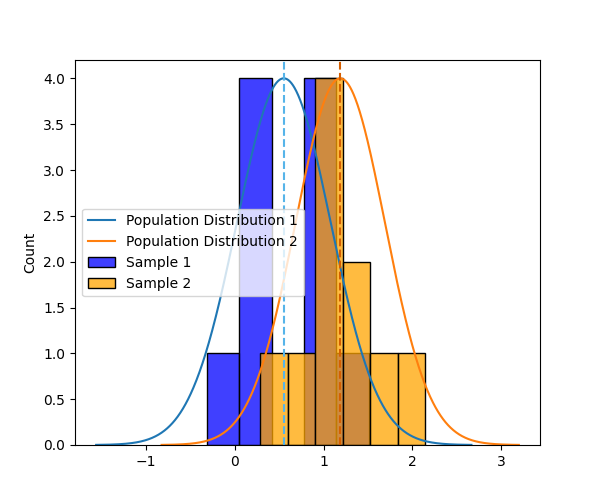 4.0
3.5
3.0
2.5
2.0
1.5
1.0
0.5
0.0
Count
Population Distribution 1
Population Distribution 2
Sample 1
Sample 2
−1 0 1 2 3